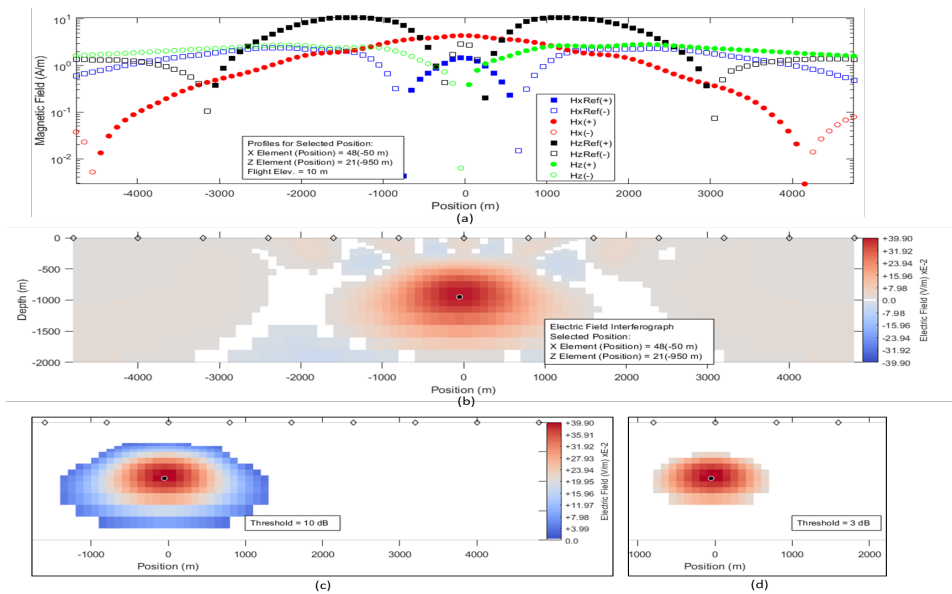 10^1
10^0
10^-1
10^-2
Magnetic Field (A/m)
HxRef(+)
HxRef(-)
Hx(+)
Hx(-)
HzRef(+)
HzRef(-)
Hz(+)
Hz(-)
Profiles for Selected Position:
X Element (Position) = 48(-50 m)
Z Element (Position) = 21(-950 m)
Flight Elev. = 10 m
-4000 -3000 -2000 -1000 0 1000 2000 3000 4000
Position (m)
(a)
0
-500
-1000
-1500
-2000
Depth (m)
+39.90
+31.92
+23.94
+15.96
+7.98
0.0
-7.98
-15.96
-23.94
-31.92
-39.90
Electric Field (V/m) xE-2
Electric Field Interferograph
Selected Position:
X Element (Position) = 48(-50 m)
Z Element (Position) = 21(-950 m)
-4000 -3000 -2000 -1000 0 1000 2000 3000 4000
Position (m)
(b)
+39.90
+35.91
+31.92
+27.93
+23.94
+19.95
+15.96
+11.97
+7.98
+3.99
0.0
Electric Field (V/m) xE-2
Threshold = 10 dB
-1000 0 1000 2000 3000 4000
Position (m)
(c)
Threshold = 3 dB
1000 0 1000 2000
Position (m)
(d)